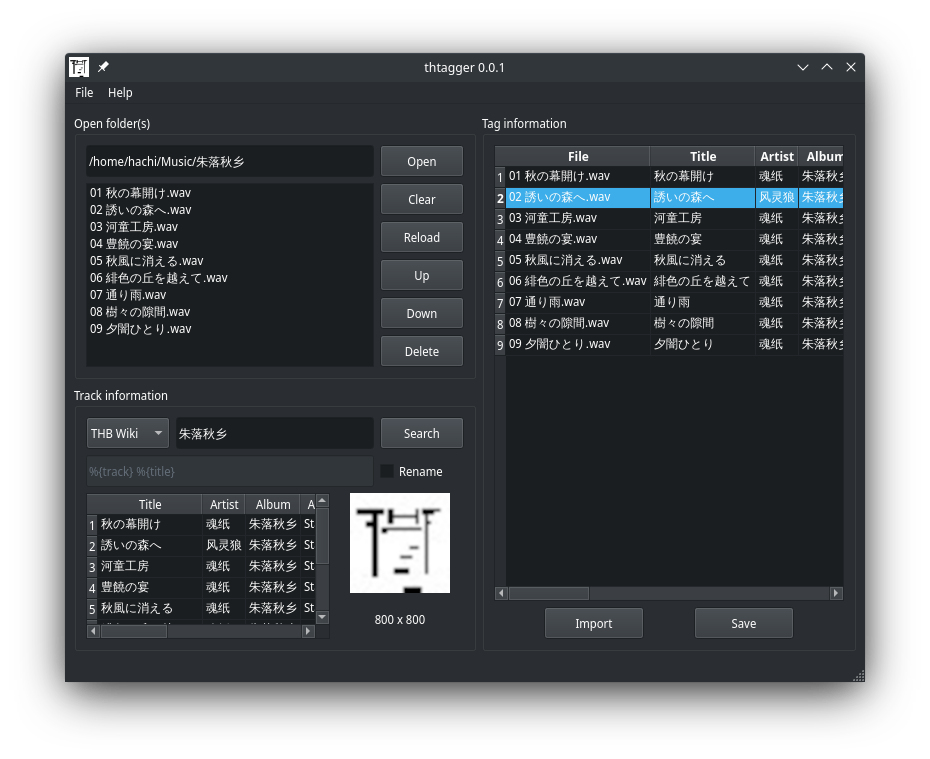 thtagger 0.0.1
File Help
Open folder(s)
/home/hachi/Music/朱落秋乡
Open
01 秋の幕開け.wav
02 誘いの森へ.wav
03 河童工房.wav
04 豊饒の宴.wav
05 秋風に消える.wav
06 緋色の丘を越えて.wav
07 通り雨.wav
08 樹々の隙間.wav
09 夕闇ひとり.wav
Clear
Reload
Up
Down
Delete
Track information
THB Wiki
朱落秋乡
Search
%{track} %{title}
Rename
Title Artist Album A
1 秋の幕開け 魂纸 朱落秋乡 St
2 誘いの森へ 风灵狼 朱落秋乡 St
3 河童工房 魂纸 朱落秋乡 St
4 豊饒の宴 魂纸 朱落秋乡 St
5 秋風に消える 魂纸 朱落秋乡 St
800 x 800
Tag information
File Title Artist Album
1 01 秋の幕開け.wav 秋の幕開け 魂纸 朱落秋乡
2 02 誘いの森へ.wav 誘いの森へ 风灵狼 朱落秋乡
3 03 河童工房.wav 河童工房 魂纸 朱落秋乡
4 04 豊饒の宴.wav 豊饒の宴 魂纸 朱落秋乡
5 05 秋風に消える.wav 秋風に消える 魂纸 朱落秋乡
6 06 緋色の丘を越えて.wav 緋色の丘を越えて 魂纸 朱落秋乡
7 07 通り雨.wav 通り雨 魂纸 朱落秋乡
8 08 樹々の隙間.wav 樹々の隙間 魂纸 朱落秋乡
9 09 夕闇ひとり.wav 夕闇ひとり 魂纸 朱落秋乡
Import
Save